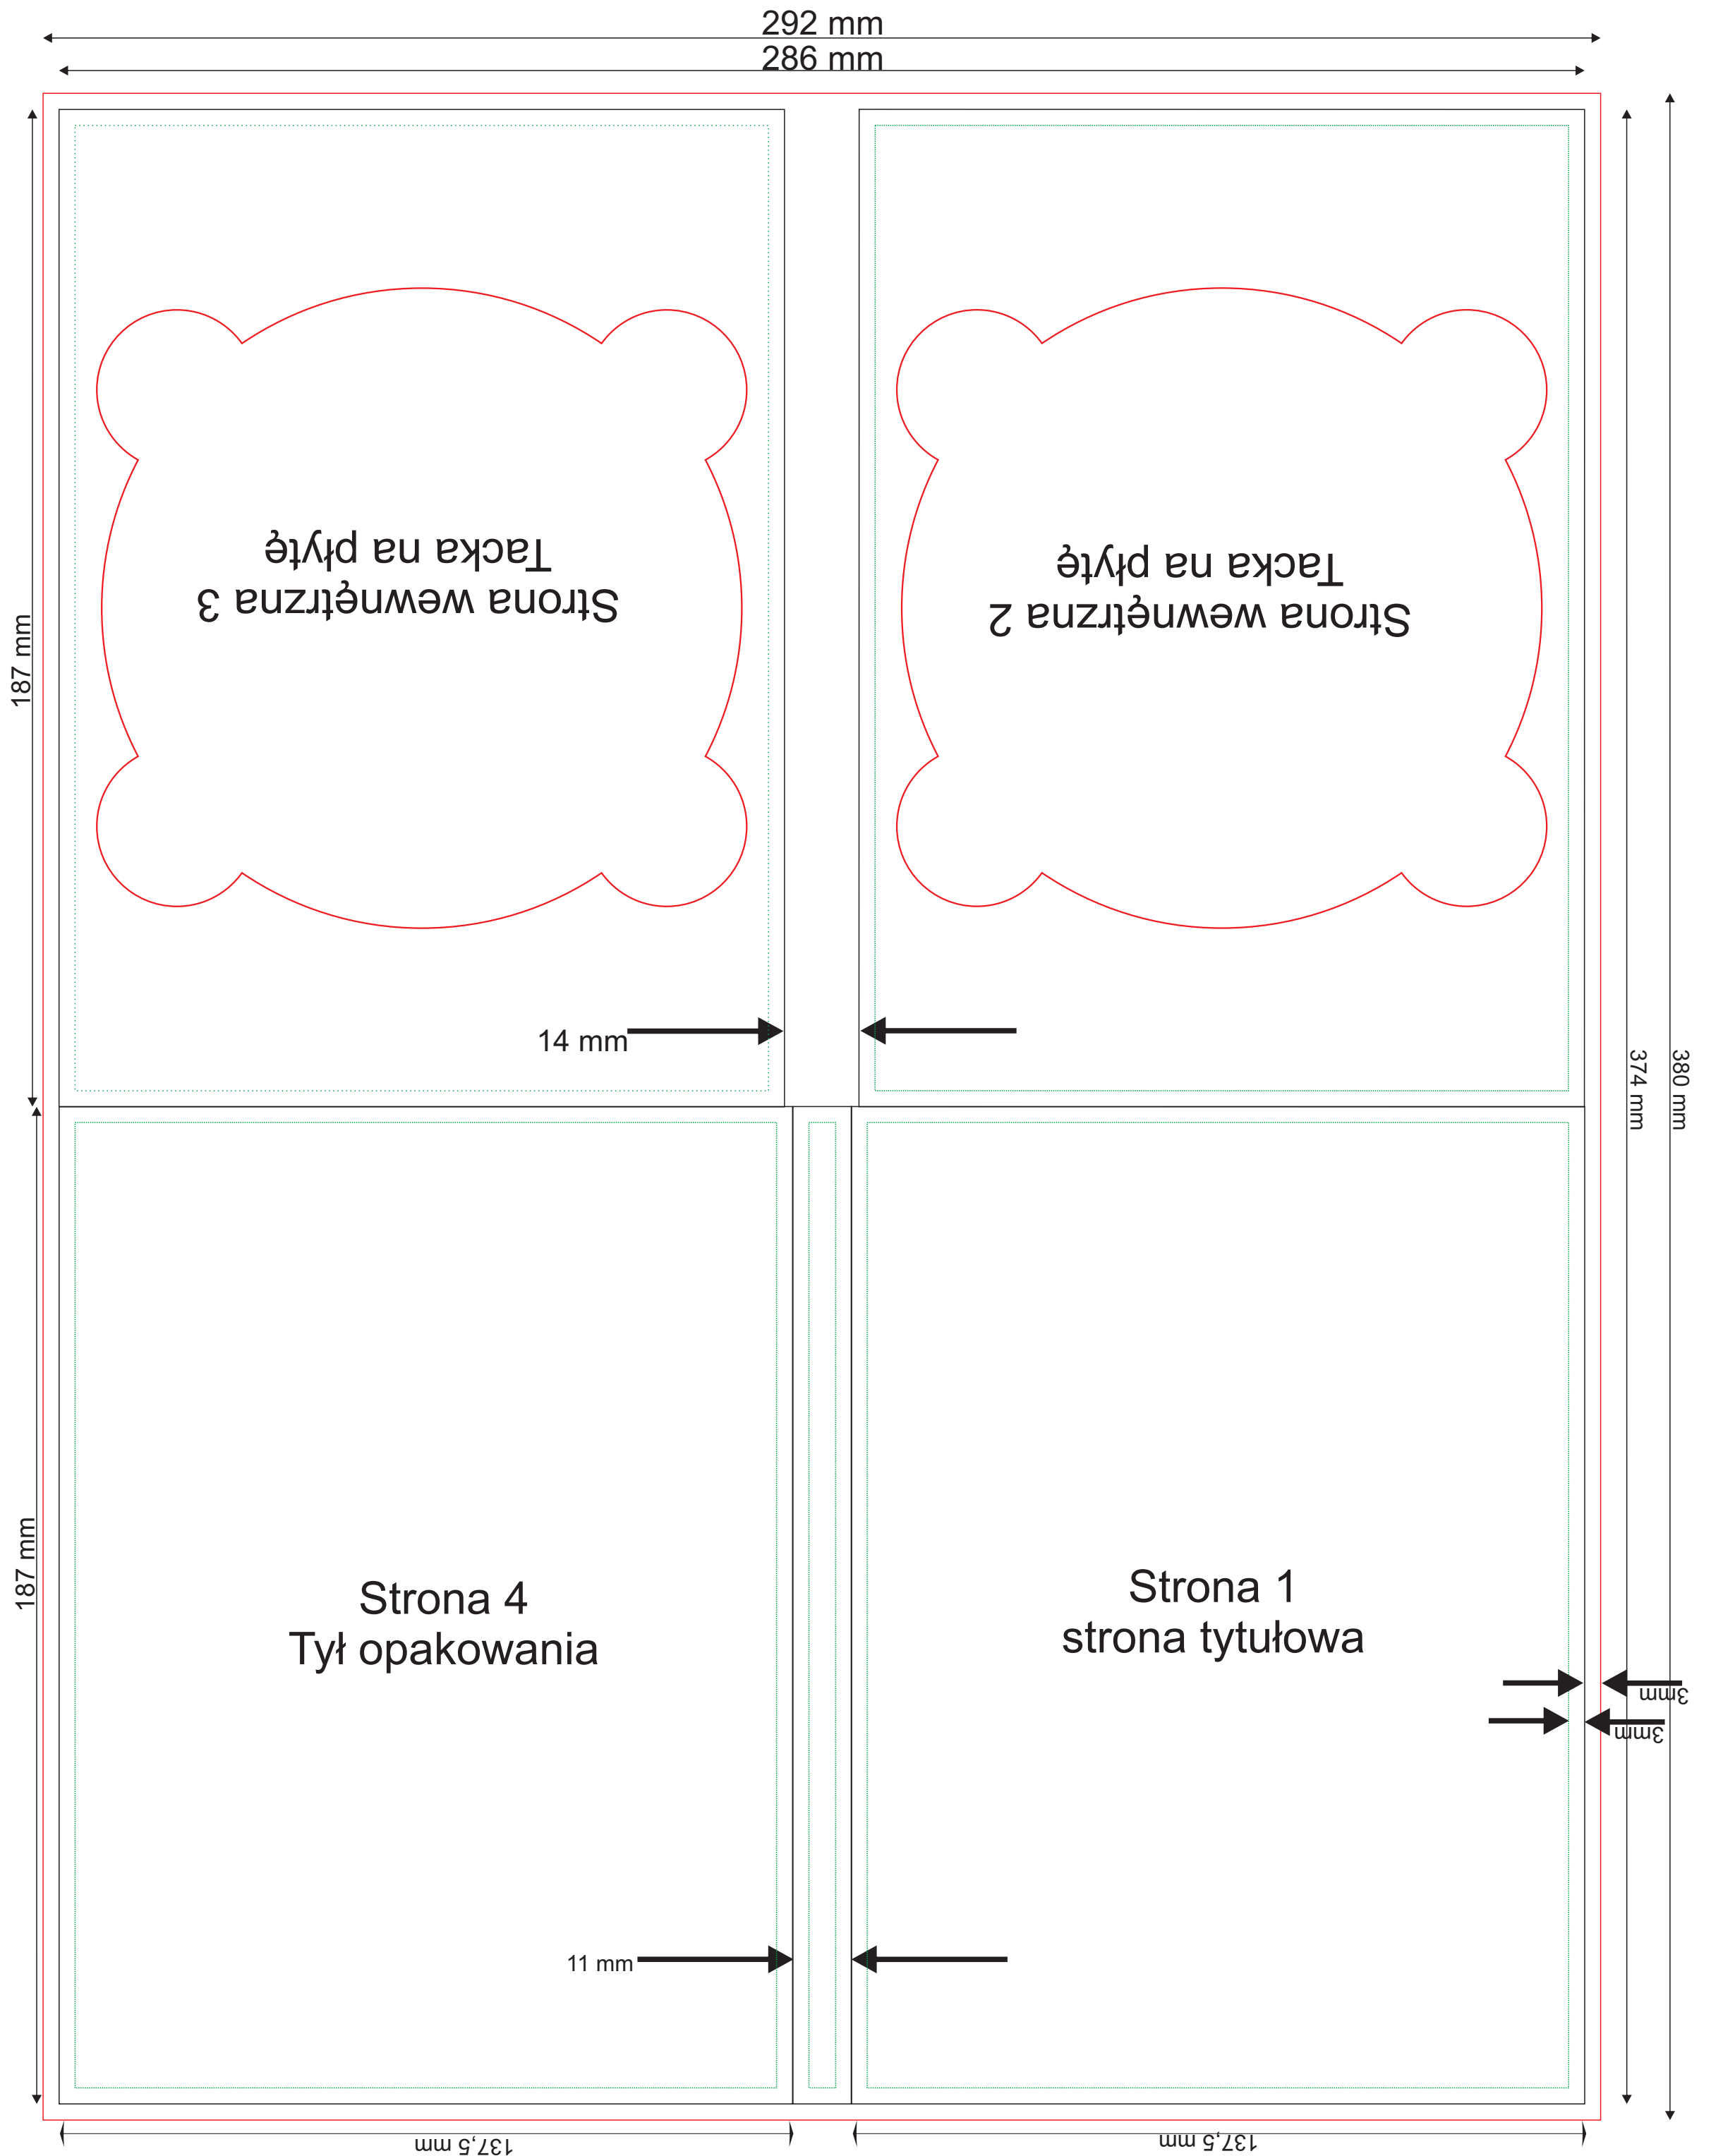 292 mm
286 mm
187 mm
Strona wewnętrzna 3
Tacka na płytę
Strona wewnętrzna 2
Tacka na płytę
14 mm
374 mm
380 mm
187 mm
Strona 4
Tył opakowania
Strona 1
strona tytułowa
3mm
3mm
11 mm
137,5 mm
137,5 mm